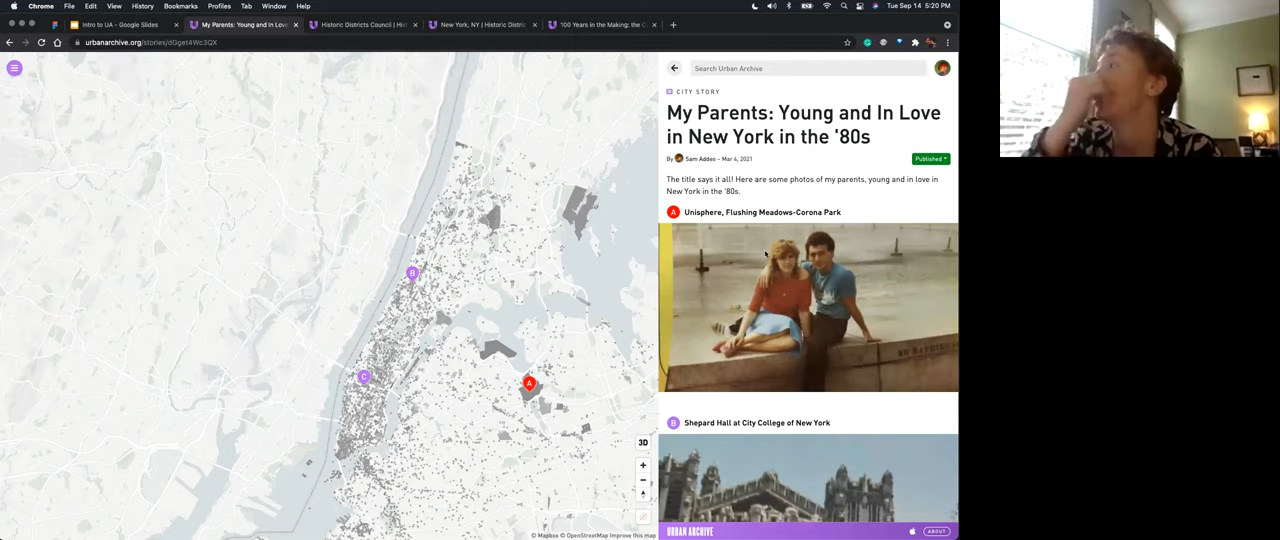 Chrome File Edit View History Bookmarks Profiles Tab Window Help
Tue Sep 14 5:20 PM
Intro to UA - Google Slides
My Parents: Young and In Love
Historic Districts Council | His
New York, NY | Historic Distric
100 Years in the Making: the C
urbanarchive.org/stories/dGget4Wc3QX
Search Urban Archive
CITY STORY
My Parents: Young and In Love
in New York in the '80s
By Sam Addeo – Mar 4, 2021
Published
The title says it all! Here are some photos of my parents, young and in love in
New York in the '80s.
A Unisphere, Flushing Meadows-Corona Park
NO BATHING
B Shepard Hall at City College of New York
B
C
A
3D
© Mapbox © OpenStreetMap Improve this map
URBAN ARCHIVE
ABOUT